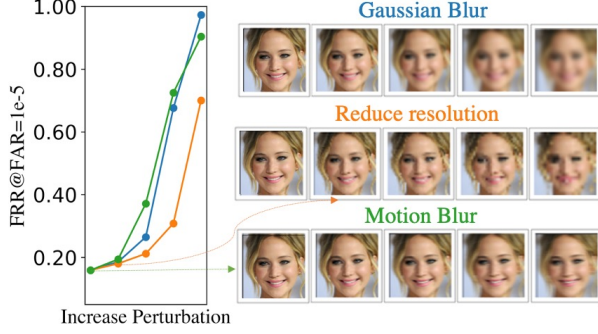 FRR@FAR=1e-5
1.00
0.80
0.60
0.40
0.20
Increase Perturbation
Gaussian Blur
Reduce resolution
Motion Blur